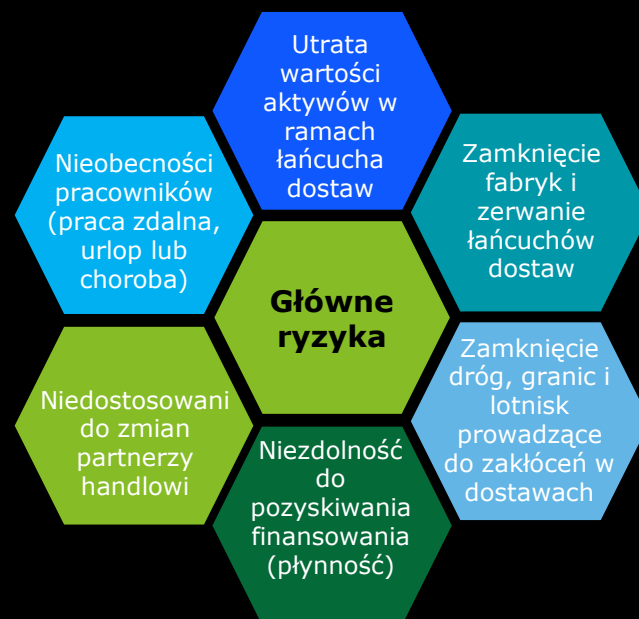 Utrata
wartości
aktywów w
ramach
łańcucha
dostaw
Nieobecności
pracowników
(praca zdalna,
urlop lub
choroba)
Zamknięcie
fabryk i
zerwanie
łańcuchów
dostaw
Główne
ryzyka
Niedostosowani
do zmian
partnerzy
handlowi
Zamknięcie
dróg, granic i
lotnisk
prowadzące
do zakłóceń w
dostawach
Niezdolność
do
pozyskiwania
finansowania
(płynność)